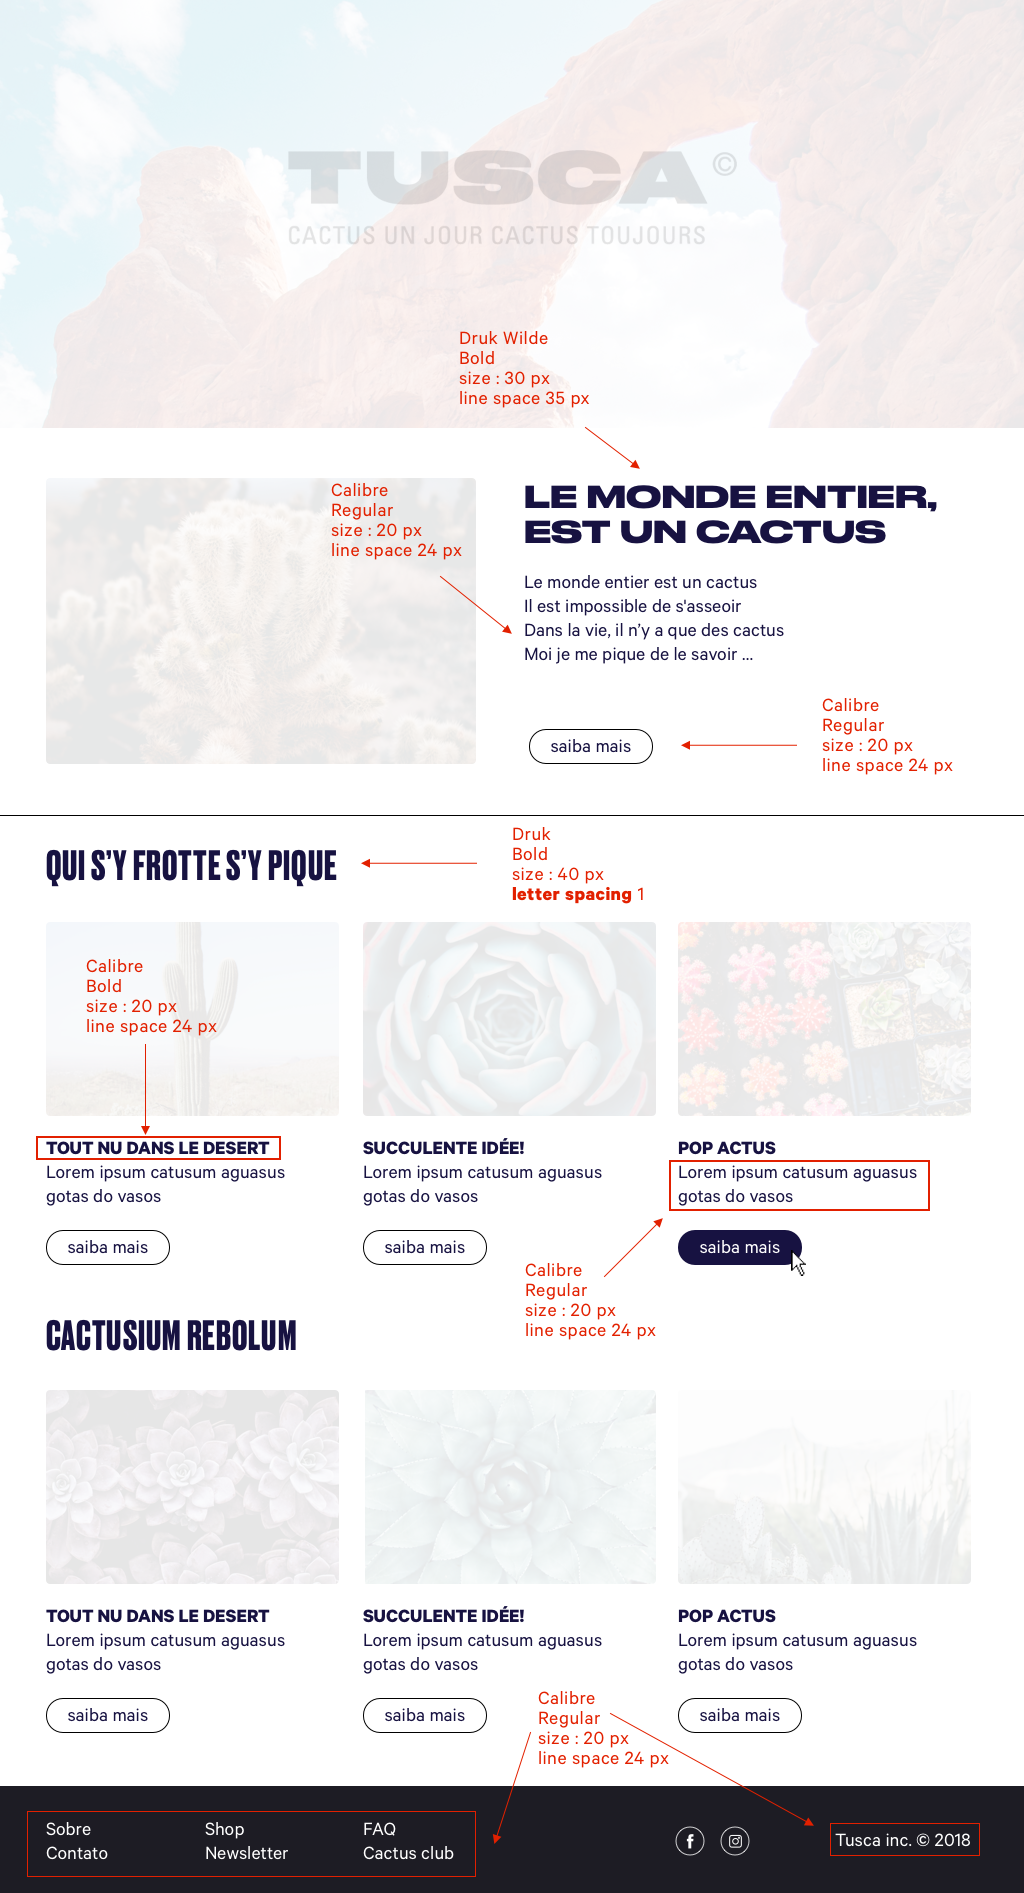 TUSCA©
CACTUS UN JOUR CACTUS TOUJOURS
Druk Wilde
Bold
size : 30 px
line space 35 px
Calibre
Regular
size : 20 px
line space 24 px
LE MONDE ENTIER,
EST UN CACTUS
Le monde entier est un cactus
Il est impossible de s'asseoir
Dans la vie, il n’y a que des cactus
Moi je me pique de le savoir ...
saiba mais
Calibre
Regular
size : 20 px
line space 24 px
QUI S’Y FROTTE S’Y PIQUE
Druk
Bold
size : 40 px
letter spacing 1
Calibre
Bold
size : 20 px
line space 24 px
TOUT NU DANS LE DESERT
Lorem ipsum catusum aguasus
gotas do vasos
saiba mais
SUCCULENTE IDÉE!
Lorem ipsum catusum aguasus
gotas do vasos
saiba mais
POP ACTUS
Lorem ipsum catusum aguasus
gotas do vasos
saiba mais
Calibre
Regular
size : 20 px
line space 24 px
CACTUSIUM REBOLUM
TOUT NU DANS LE DESERT
Lorem ipsum catusum aguasus
gotas do vasos
saiba mais
SUCCULENTE IDÉE!
Lorem ipsum catusum aguasus
gotas do vasos
saiba mais
POP ACTUS
Lorem ipsum catusum aguasus
gotas do vasos
saiba mais
Calibre
Regular
size : 20 px
line space 24 px
Sobre
Contato
Shop
Newsletter
FAQ
Cactus club
f
Tusca inc. © 2018